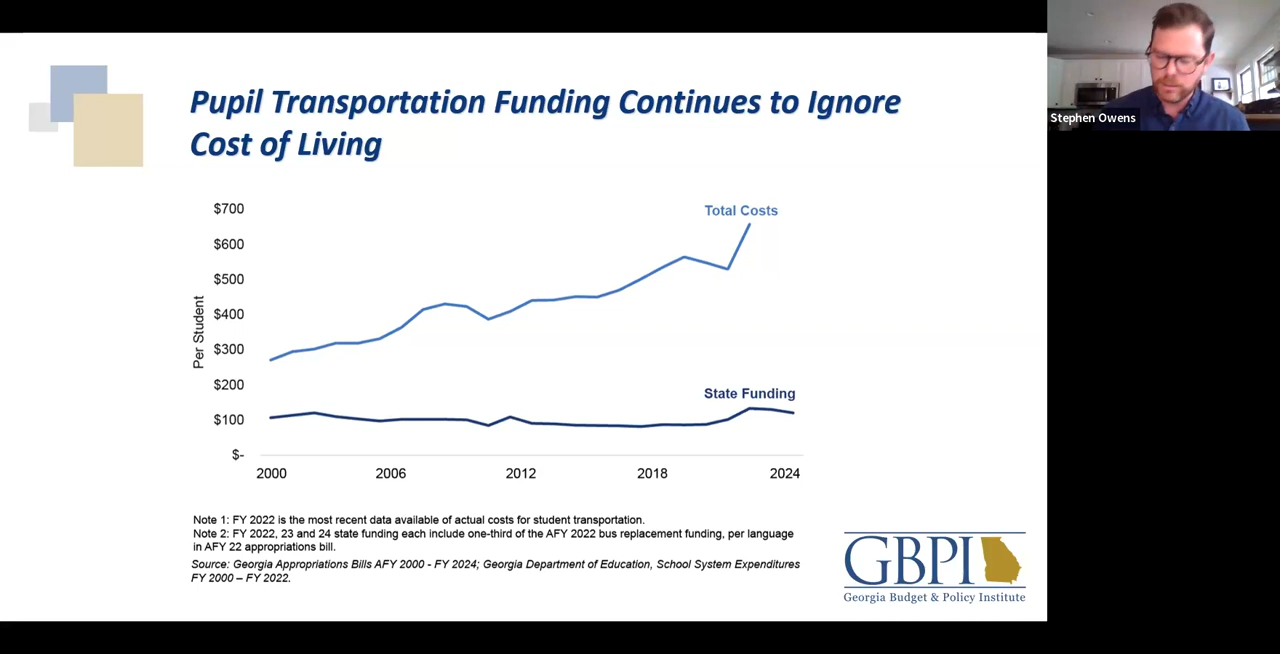 Pupil Transportation Funding Continues to Ignore
Cost of Living
Stephen Owens
$700
$600
$500
$400
$300
$200
$100
$-
Per Student
Total Costs
State Funding
2000 2006 2012 2018 2024
Note 1: FY 2022 is the most recent data available of actual costs for student transportation.
Note 2: FY 2022, 23 and 24 state funding each include one-third of the AFY 2022 bus replacement funding, per language
in AFY 22 appropriations bill.
Source: Georgia Appropriations Bills AFY 2000 - FY 2024; Georgia Department of Education, School System Expenditures
FY 2000 – FY 2022.
GBPI
Georgia Budget & Policy Institute